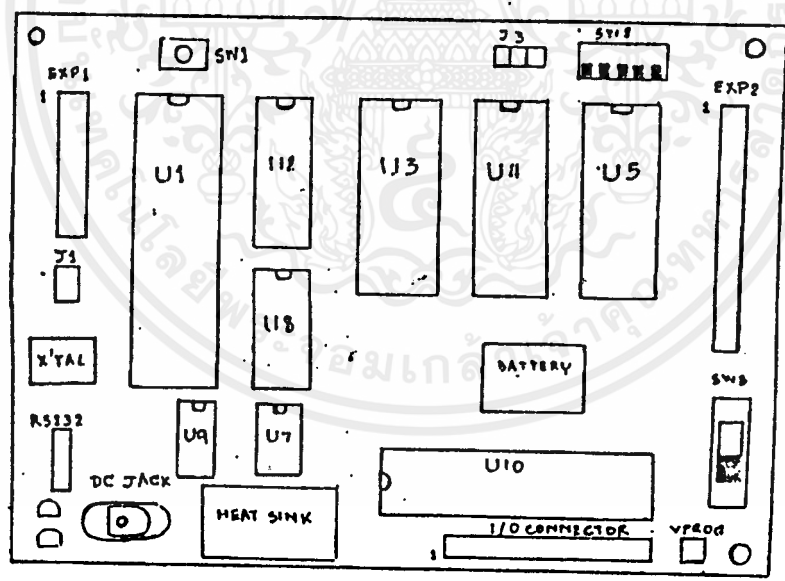 J3
SW1
SW2
EXP1
EXP2
1
1
U1
U2
U3
U4
U5
J1
U8
X'TAL
BATTERY
SW3
RS232
U9
U7
U10
DC JACK
HEAT SINK
I/O CONNECTOR
VPROG
1